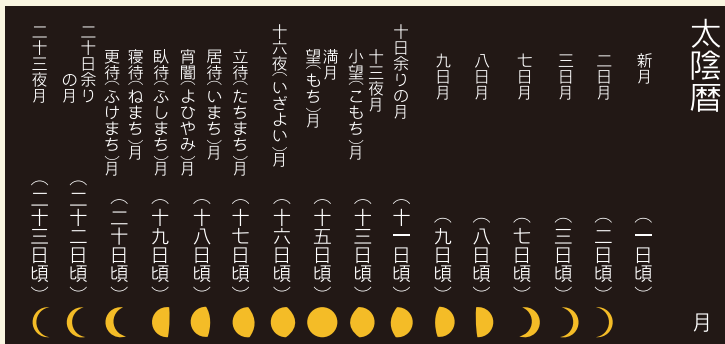 太陰暦
月
新月
（一日頃）
二日月
（二日頃）
三日月
（三日頃）
七日月
（七日頃）
八日月
（八日頃）
九日月
（九日頃）
十日余りの月
（十一日頃）
十三夜月
小望（こもち）月
（十三日頃）
満月
望（もち）月
（十五日頃）
十六夜（いざよい）月
（十六日頃）
立待（たちまち）月
（十七日頃）
居待（いまち）月
宵闇（よひやみ）月
（十八日頃）
臥待（ふしまち）月
寝待（ねまち）月
（十九日頃）
更待（ふけまち）月
（二十日頃）
二十日余り
の月
（二十二日頃）
二十三夜月
（二十三日頃）